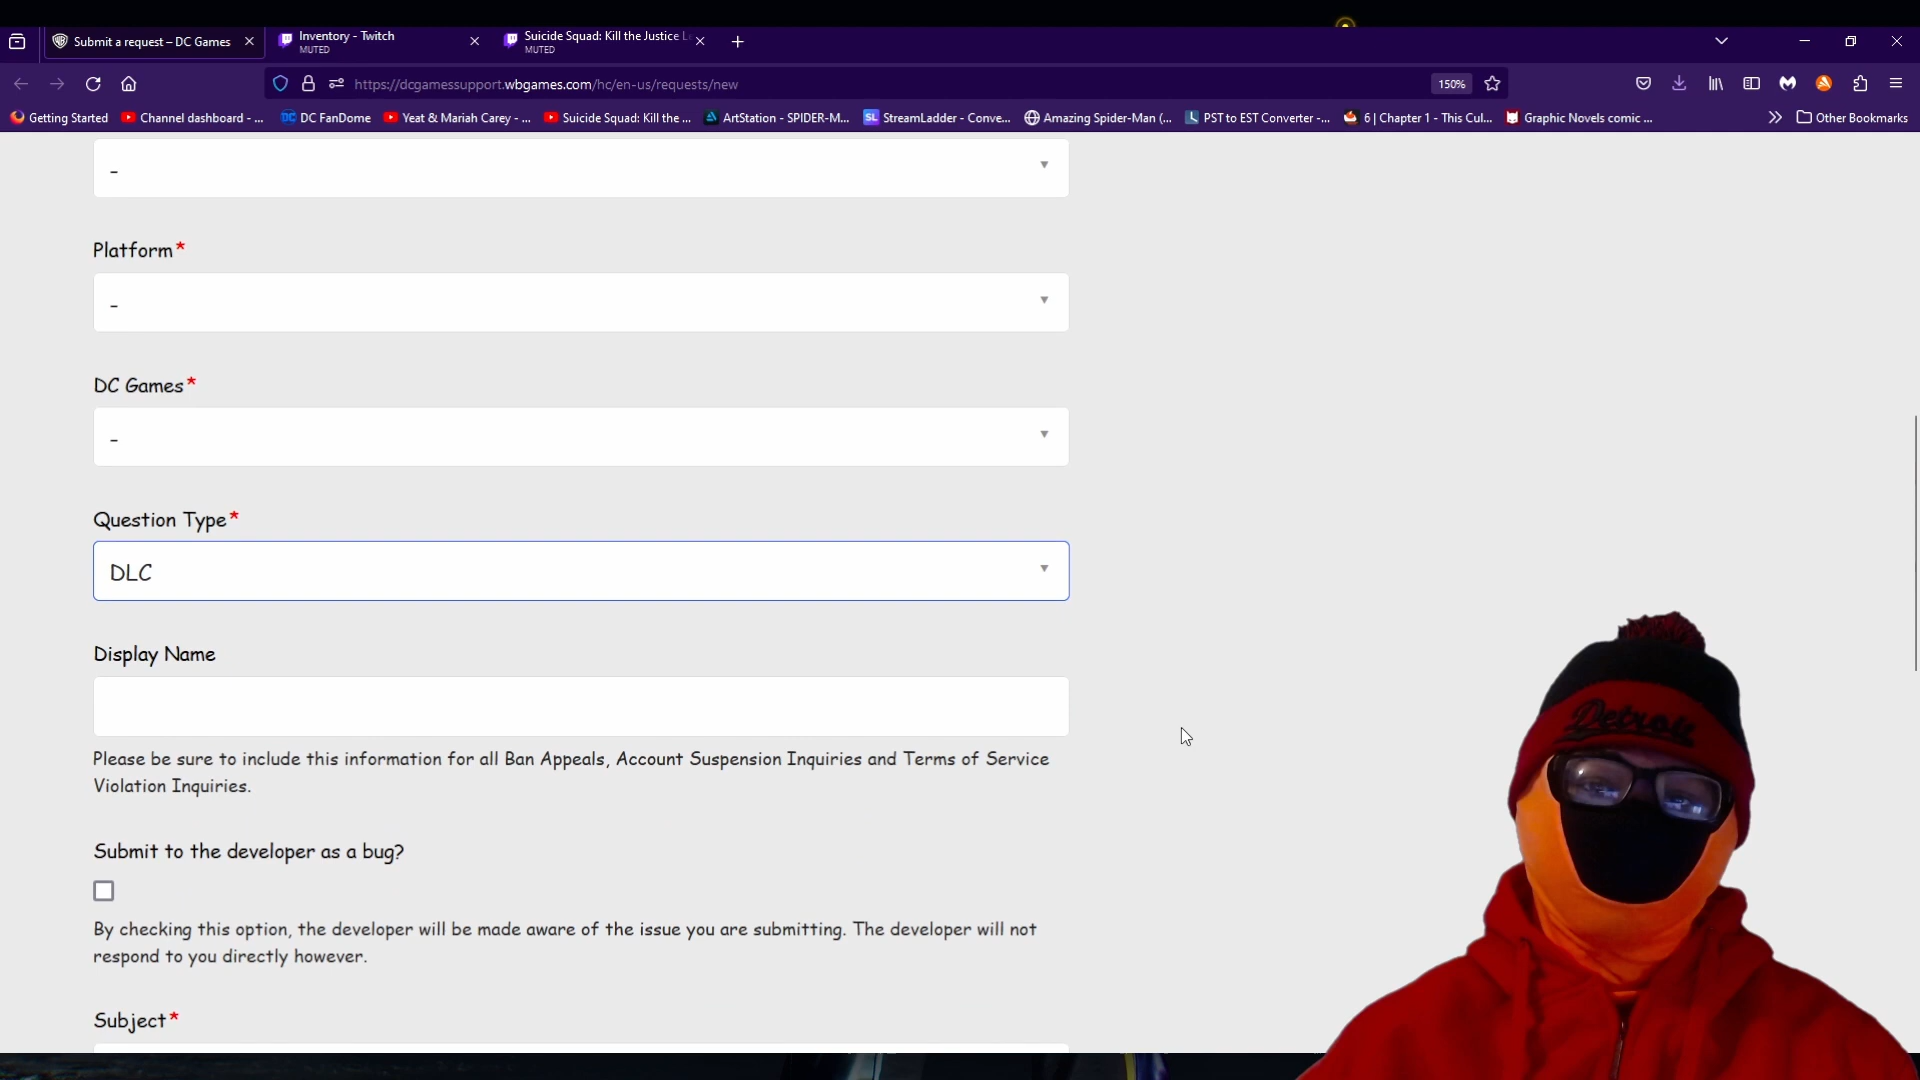 Submit a request – DC Games
Inventory - Twitch
MUTED
Suicide Squad: Kill the Justice L
MUTED
https://dcgamessupport.wbgames.com/hc/en-us/requests/new
150%
Getting Started
Channel dashboard - ...
DC FanDome
Yeat & Mariah Carey - ...
Suicide Squad: Kill the ...
ArtStation - SPIDER-M...
StreamLadder - Conve...
Amazing Spider-Man (...
PST to EST Converter -...
6 | Chapter 1 - This Cul...
Graphic Novels comic ...
Other Bookmarks
-
Platform*
-
DC Games*
-
Question Type*
DLC
Display Name
Please be sure to include this information for all Ban Appeals, Account Suspension Inquiries and Terms of Service
Violation Inquiries.
Submit to the developer as a bug?
By checking this option, the developer will be made aware of the issue you are submitting. The developer will not
respond to you directly however.
Subject*
Detroit